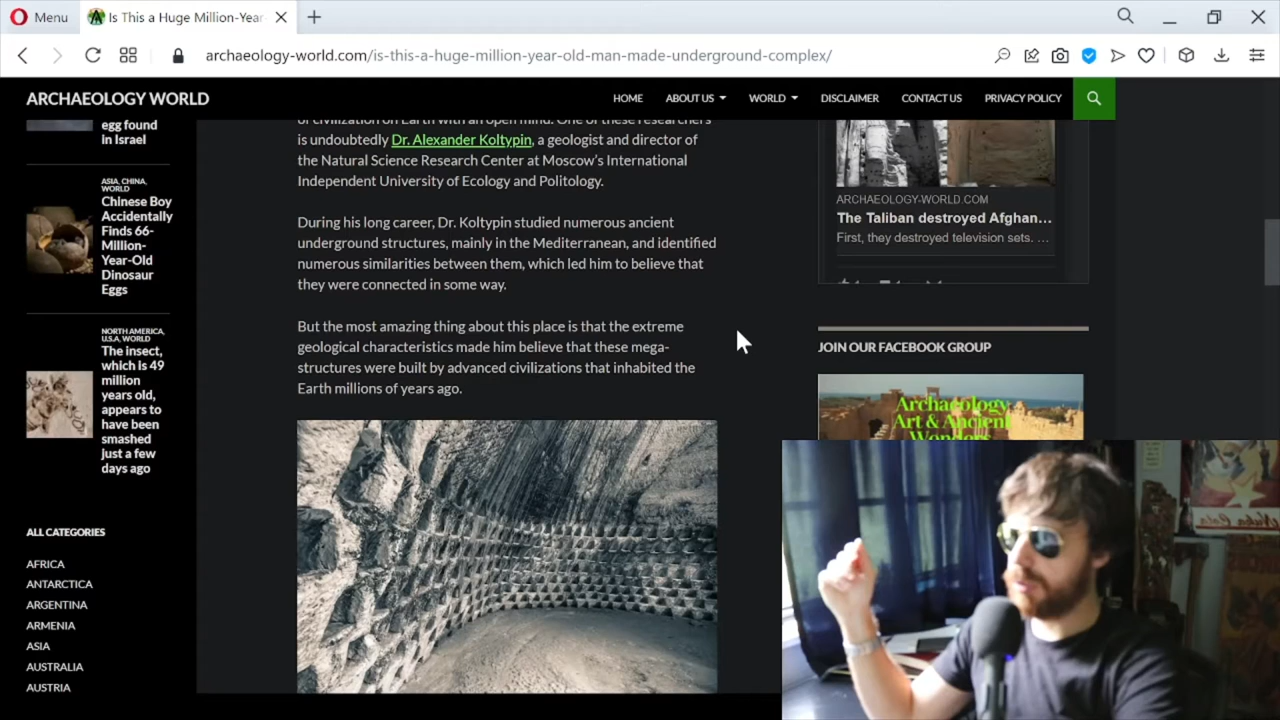 Menu
Is This a Huge Million-Year
archaeology-world.com/is-this-a-huge-million-year-old-man-made-underground-complex/
ARCHAEOLOGY WORLD
HOME
ABOUT US
WORLD
DISCLAIMER
CONTACT US
PRIVACY POLICY
egg found
in Israel
ASIA, CHINA,
WORLD
Chinese Boy
Accidentally
Finds 66-
Million-
Year-Old
Dinosaur
Eggs
NORTH AMERICA,
U.S.A, WORLD
The insect,
which is 49
million
years old,
appears to
have been
smashed
just a few
days ago
ALL CATEGORIES
AFRICA
ANTARCTICA
ARGENTINA
ARMENIA
ASIA
AUSTRALIA
AUSTRIA
of civilization on Earth with an open mind. One of these researchers
is undoubtedly Dr. Alexander Koltypin, a geologist and director of
the Natural Science Research Center at Moscow's International
Independent University of Ecology and Politology.
During his long career, Dr. Koltypin studied numerous ancient
underground structures, mainly in the Mediterranean, and identified
numerous similarities between them, which led him to believe that
they were connected in some way.
But the most amazing thing about this place is that the extreme
geological characteristics made him believe that these mega-
structures were built by advanced civilizations that inhabited the
Earth millions of years ago.
ARCHAEOLOGY-WORLD.COM
The Taliban destroyed Afghan...
First, they destroyed television sets. ...
JOIN OUR FACEBOOK GROUP
Archaeology
Art & Ancient
Wonders